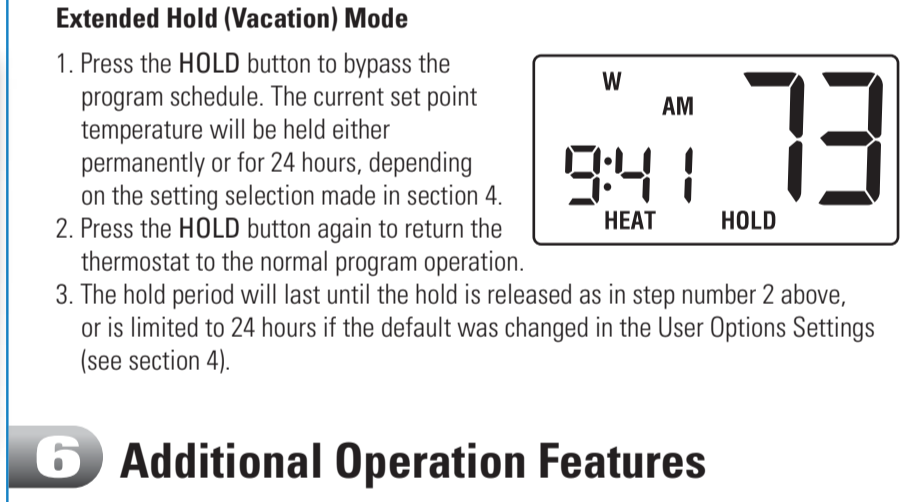 Extended Hold (Vacation) Mode
1. Press the HOLD button to bypass the
program schedule. The current set point
temperature will be held either
permanently or for 24 hours, depending
on the setting selection made in section 4.
2. Press the HOLD button again to return the
thermostat to the normal program operation.
3. The hold period will last until the hold is released as in step number 2 above,
or is limited to 24 hours if the default was changed in the User Options Settings
(see section 4).
W
AM
73
9:41
HEAT HOLD
6 Additional Operation Features